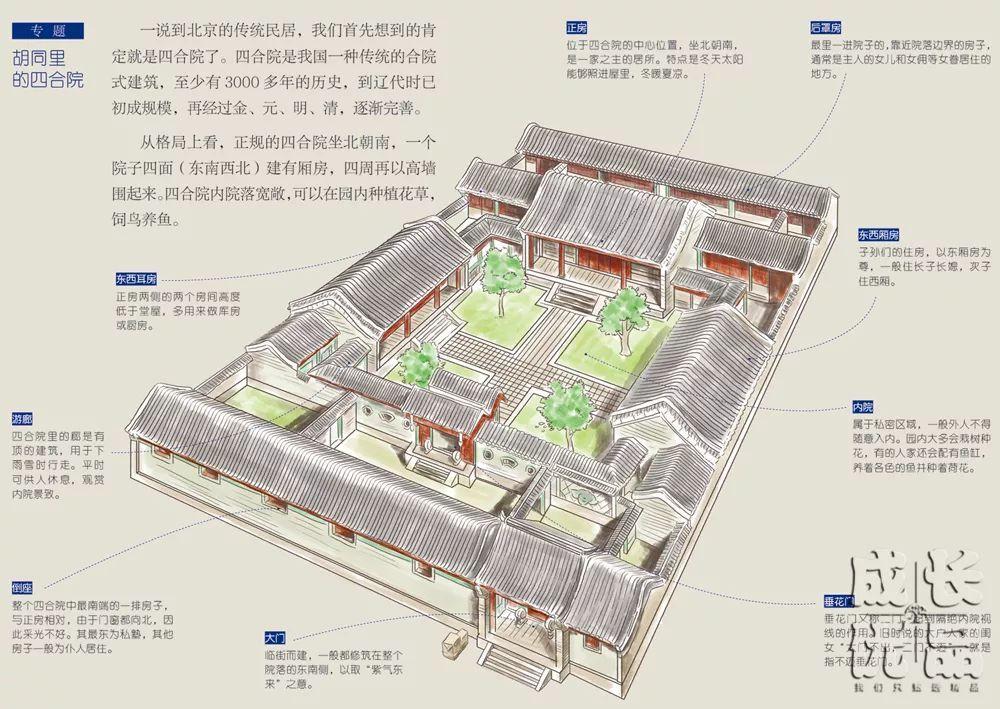 专 题
胡同里
的四合院
一说到北京的传统民居，我们首先想到的肯
定就是四合院了。四合院是我国一种传统的合院
式建筑，至少有 3000 多年的历史，到辽代时已
初成规模，再经过金、元、明、清，逐渐完善。
从格局上看，正规的四合院坐北朝南，一个
院子四面（东南西北）建有厢房，四周再以高墙
围起来。四合院内院落宽敞，可以在园内种植花草，
饲鸟养鱼。
正房
位于四合院的中心位置，坐北朝南，
是一家之主的居所。特点是冬天太阳
能够照进屋里，冬暖夏凉。
后罩房
最里一进院子的，靠近院落边界的房子，
通常是主人的女儿和女佣等女眷居住的
地方。
东西厢房
子孙们的住房，以东厢房为
尊，一般住长子长媳，次子
住西厢。
东西耳房
正房两侧的两个房间高度
低于堂屋，多用来做库房
或厨房。
内院
属于私密区域，一般外人不得
随意入内。园内大多会栽树种
花，有的人家还会配有鱼缸，
养着各色的鱼并种着荷花。
游廊
四合院里的廊是有
顶的建筑，用于下
雨雪时行走。平时
可供人休息，观赏
内院景致。
倒座
整个四合院中最南端的一排房子，
与正房相对，由于门窗都向北，因
此采光不好。其最东为私塾，其他
房子一般为仆人居住。
大门
临街而建，一般都修筑在整个
院落的东南侧，以取“紫气东
来”之意。
垂花门
垂花门又称二门，起到隔绝内院视
线的作用。旧时说的大户人家的闺
女“大门不出，二门不迈”，就是
指不迈垂花门。
成长
优品
我们只甄选精品